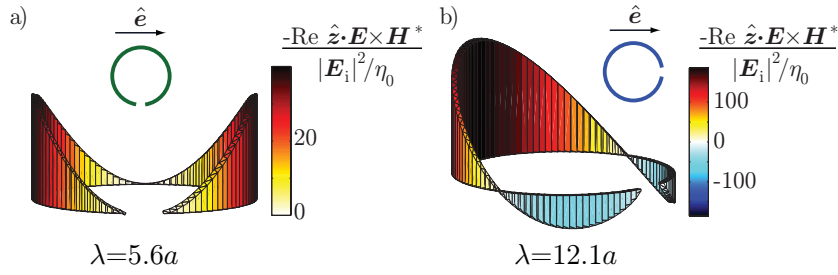 a)
ê
-Re ẑ·E×H*
|Eᵢ|²/η₀
20
0
λ=5.6a
b)
ê
-Re ẑ·E×H*
|Eᵢ|²/η₀
100
0
-100
λ=12.1a